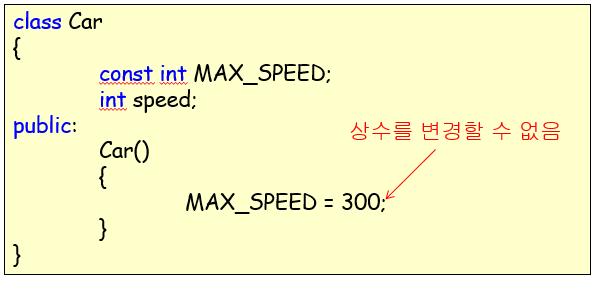 class Car
{
const int MAX_SPEED;
int speed;
public:
상수를 변경할 수 없음
Car()
{
MAX_SPEED = 300;
}
}